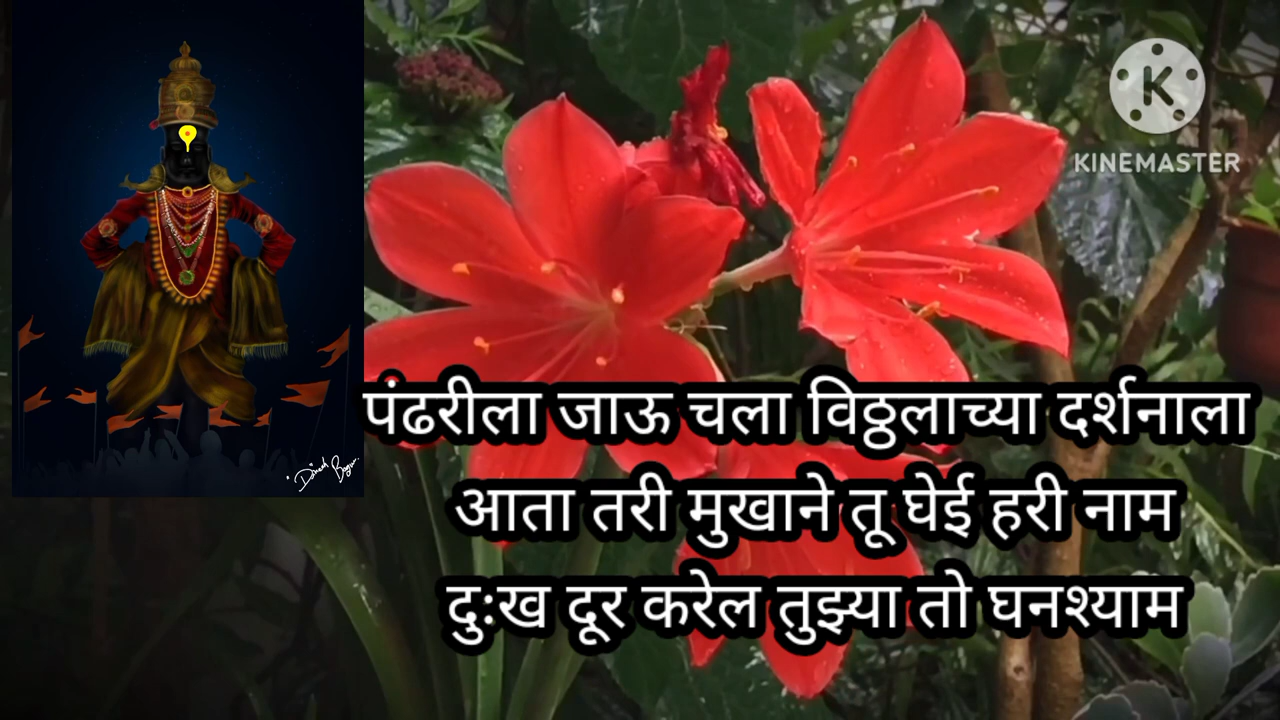 KINEMASTER
पंढरीला जाऊ चला विठ्ठलाच्या दर्शनाला
आता तरी मुखाने तू घेई हरी नाम
दुःख दूर करेल तुझ्या तो घनश्याम